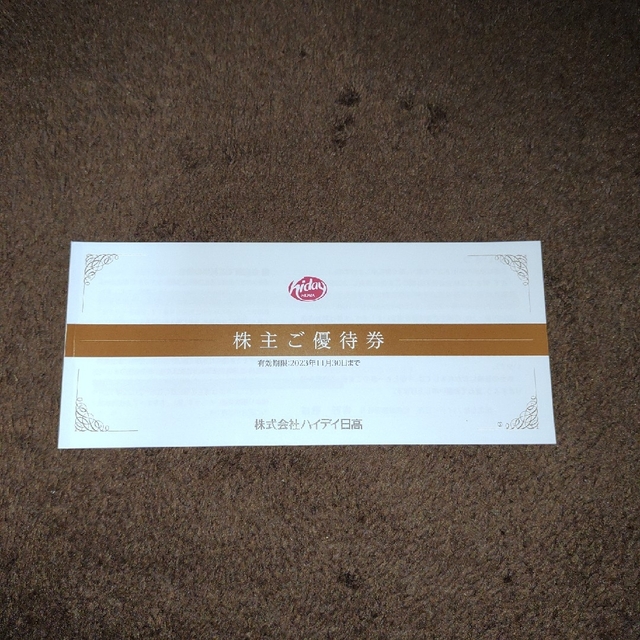 hiday
株主ご優待券
有効期限:2023年11月30日まで
株式会社ハイデイ日高